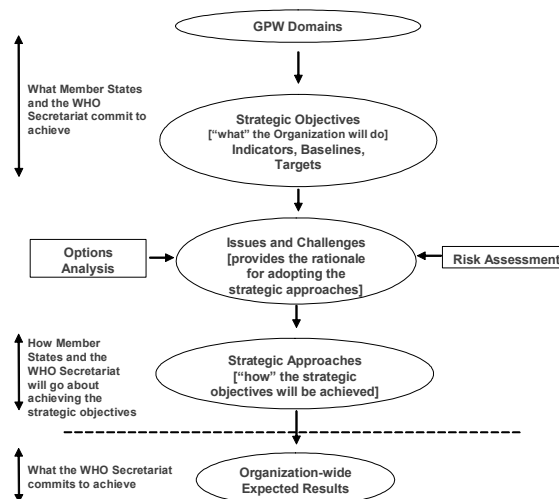 GPW Domains
What Member States
and the WHO
Secretariat commit to
achieve
Strategic Objectives
[“what” the Organization will do]
Indicators, Baselines,
Targets
Options
Analysis
Issues and Challenges
[provides the rationale
for adopting the
strategic approaches]
Risk Assessment
How Member
States and the
WHO Secretariat
will go about
achieving the
strategic objectives
Strategic Approaches
[“how” the strategic
objectives will be achieved]
What the WHO Secretariat
commits to achieve
Organization-wide
Expected Results